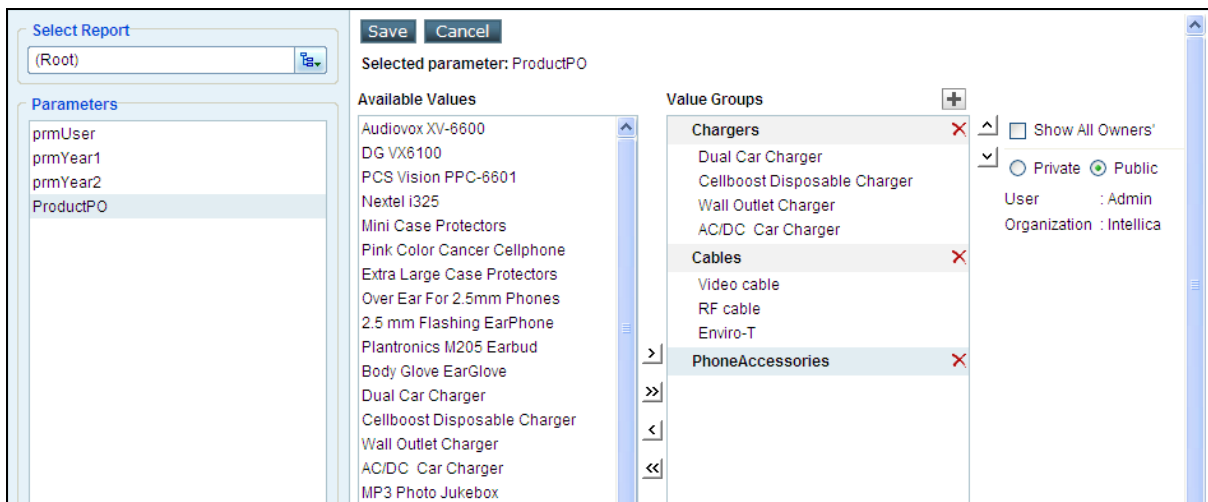 Select Report
(Root)
Parameters
prmUser
prmYear1
prmYear2
ProductPO
Save Cancel
Selected parameter: ProductPO
Available Values
Audiovox XV-6600
DG VX6100
PCS Vision PPC-6601
Nextel i325
Mini Case Protectors
Pink Color Cancer Cellphone
Extra Large Case Protectors
Over Ear For 2.5mm Phones
2.5 mm Flashing EarPhone
Plantronics M205 Earbud
Body Glove EarGlove
Dual Car Charger
Cellboost Disposable Charger
Wall Outlet Charger
AC/DC Car Charger
MP3 Photo Jukebox
> 
>>
<
<<
Value Groups
Chargers
Dual Car Charger
Cellboost Disposable Charger
Wall Outlet Charger
AC/DC Car Charger
Cables
Video cable
RF cable
Enviro-T
PhoneAccessories
Show All Owners'
Private Public
User : Admin
Organization : Intellica